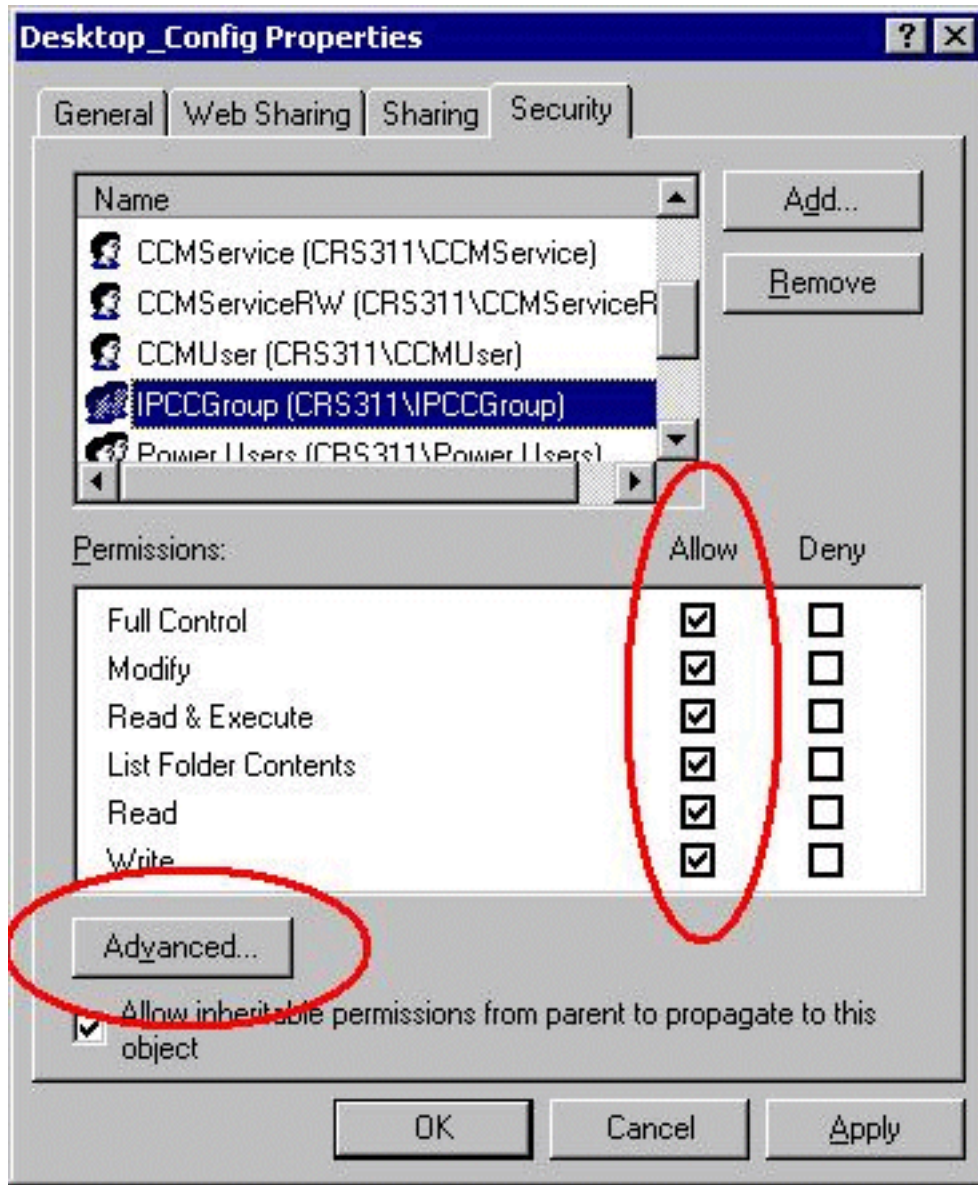 Desktop_Config Properties
General Web Sharing Sharing Security
Name
Add...
CCMService (CRS311\CCMService)
CCMServiceRW (CRS311\CCMServiceR
Remove
CCMUser (CRS311\CCMUser)
IPCCGroup (CRS311\IPCCGroup)
Power Users (CRS311\Power Users)
Permissions: Allow Deny
Full Control
Modify
Read & Execute
List Folder Contents
Read
Write
Advanced...
Allow inheritable permissions from parent to propagate to this
object
OK Cancel Apply